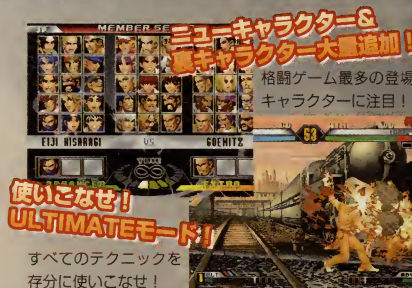 MEMBER SE
ニューキャラクター&
裏キャラクター大量追加!
格闘ゲーム最多の登場
キャラクターに注目!
EIJI KISARAGI
VS
GOENITZ
53
使いこなせ!
ULTIMATEモード!
すべてのテクニックを
存分に使いこなせ!